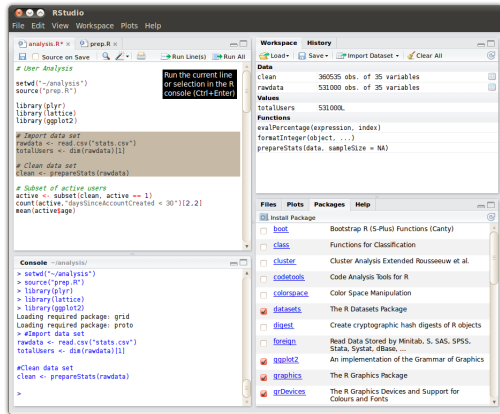 RStudio
File Edit View Workspace Plots Help
analysis.R* × prep.R ×
Source on Save Run Line(s) Run All
# User Analysis
setwd("~/analysis")
source("prep.R")
library(plyr)
library(lattice)
library(ggplot2)
# Import data set
rawdata <- read.csv("stats.csv")
totalUsers <- dim(rawdata)[1]
# Clean data set
clean <- prepareStats(rawdata)
# Subset of active users
active <- subset(clean, active == 1)
count(active,"daysSinceAccountCreated < 30")[2,2]
mean(active$age)
Run the current line
or selection in the R
console (Ctrl+Enter)
Console ~/analysis/
> setwd("~/analysis")
> source("prep.R")
> library(plyr)
> library(lattice)
> library(ggplot2)
Loading required package: grid
Loading required package: proto
> #Import data set
rawdata <- read.csv("stats.csv")
totalUsers <- dim(rawdata)[1]
#Clean data set
clean <- prepareStats(rawdata)
>
Workspace History
Load Save Import Dataset Clear All
Data
clean 360535 obs. of 35 variables
rawdata 531000 obs. of 35 variables
Values
totalUsers 531000L
Functions
evalPercentage(expression, index)
formatInteger(object, ...)
prepareStats(data, sampleSize = NA)
Files Plots Packages Help
Install Package
boot Bootstrap R (S-Plus) Functions (Canty)
class Functions for Classification
cluster Cluster Analysis Extended Rousseeuw et al.
codetools Code Analysis Tools for R
colorspace Color Space Manipulation
datasets The R Datasets Package
digest Create cryptographic hash digests of R objects
foreign Read Data Stored by Minitab, S, SAS, SPSS,
Stata, Systat, dBase, ...
ggplot2 An implementation of the Grammar of Graphics
graphics The R Graphics Package
grDevices The R Graphics Devices and Support for
Colours and Fonts